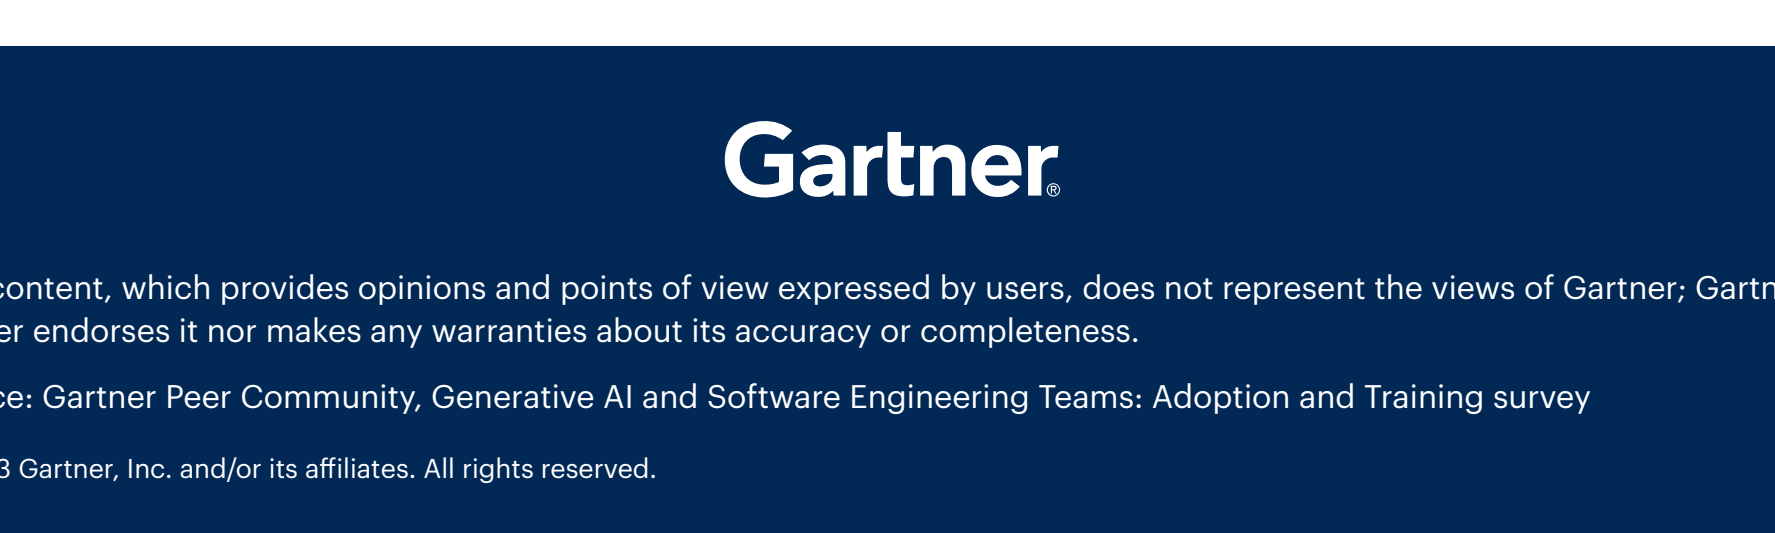 Gartner®
content, which provides opinions and points of view expressed by users, does not represent the views of Gartner; Gartn
er endorses it nor makes any warranties about its accuracy or completeness.
ce: Gartner Peer Community, Generative AI and Software Engineering Teams: Adoption and Training survey
3 Gartner, Inc. and/or its affiliates. All rights reserved.